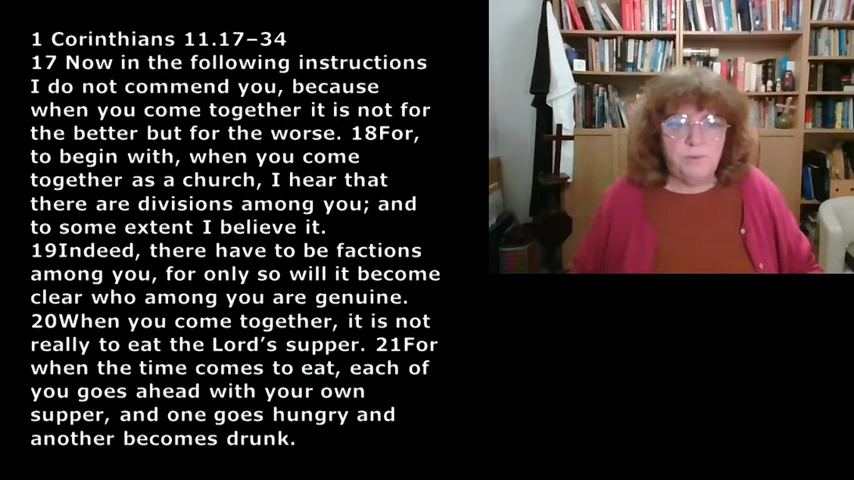 1 Corinthians 11.17–34
17 Now in the following instructions
I do not commend you, because
when you come together it is not for
the better but for the worse. 18For,
to begin with, when you come
together as a church, I hear that
there are divisions among you; and
to some extent I believe it.
19Indeed, there have to be factions
among you, for only so will it become
clear who among you are genuine.
20When you come together, it is not
really to eat the Lord’s supper. 21For
when the time comes to eat, each of
you goes ahead with your own
supper, and one goes hungry and
another becomes drunk.